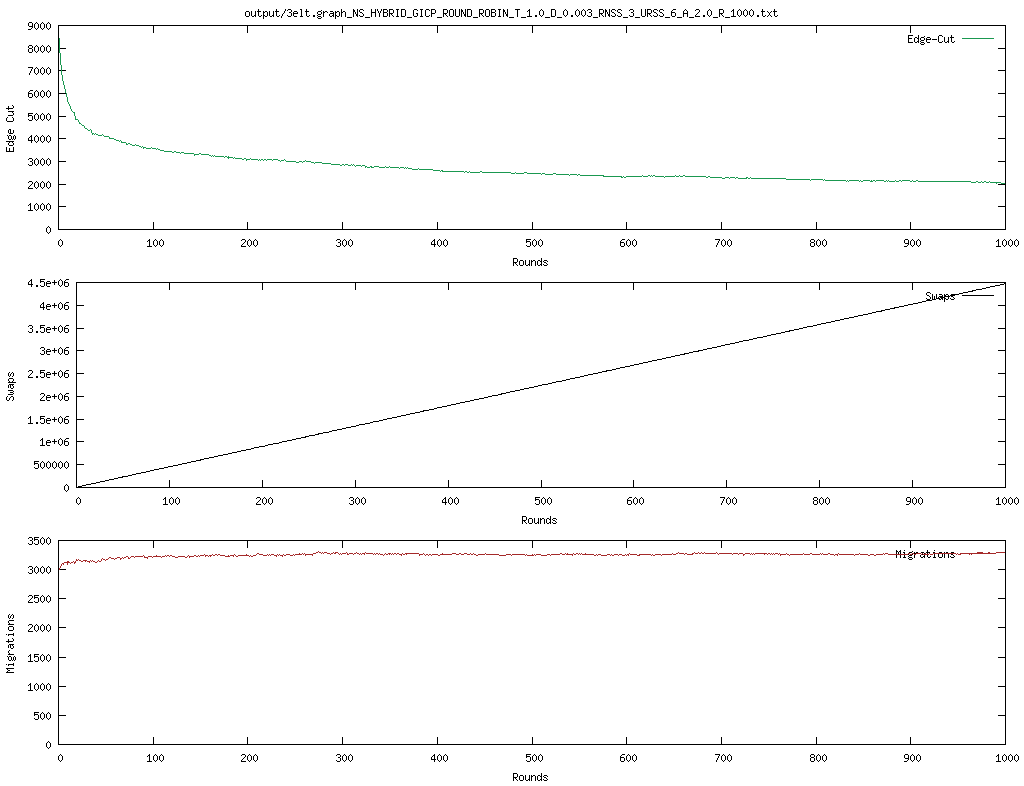 output/3elt.graph_NS_HYBRID_GICP_ROUND_ROBIN_T_1.0_D_0.003_RNSS_3_URSS_6_A_2.0_R_1000.txt
9000
8000
7000
6000
5000
4000
3000
2000
1000
0
Edge Cut
Edge-Cut
0 100 200 300 400 500 600 700 800 900 1000
Rounds
4.5e+06
4e+06
3.5e+06
3e+06
2.5e+06
2e+06
1.5e+06
1e+06
500000
0
Swaps
Swaps
0 100 200 300 400 500 600 700 800 900 1000
Rounds
3500
3000
2500
2000
1500
1000
500
0
Migrations
Migrations
0 100 200 300 400 500 600 700 800 900 1000
Rounds